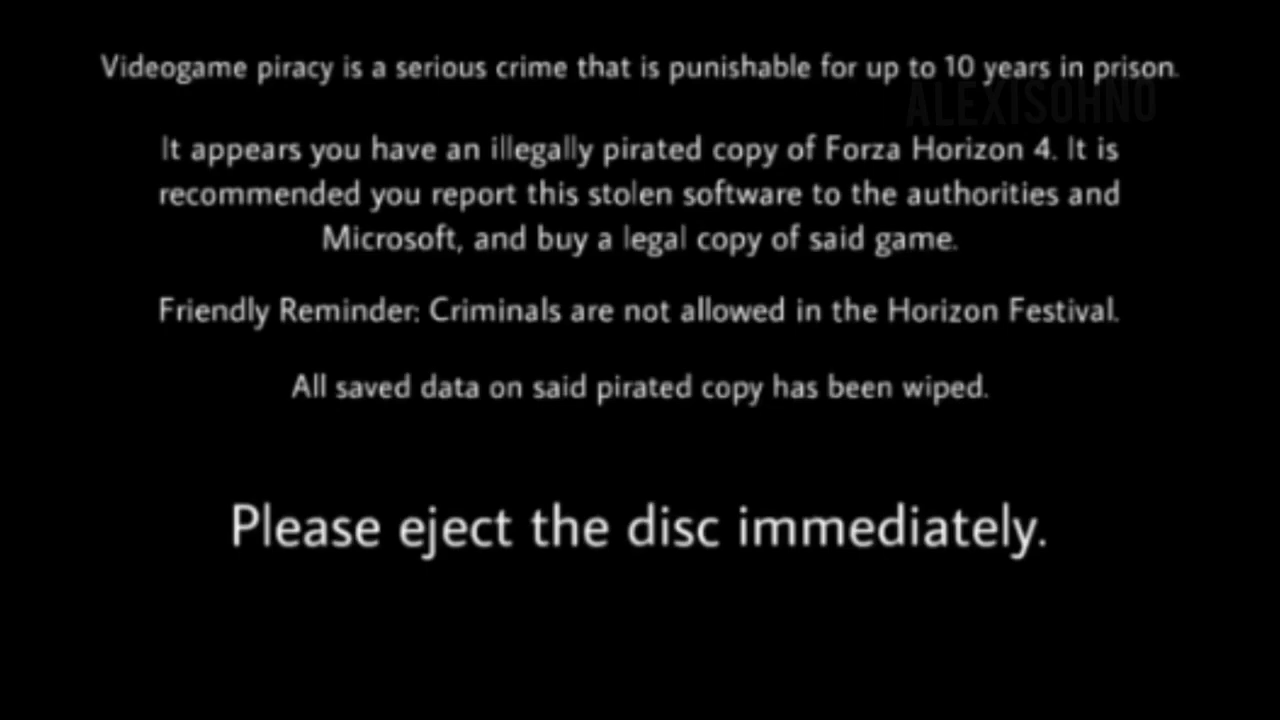 Videogame piracy is a serious crime that is punishable for up to 10 years in prison.
ALEXISOHNO
It appears you have an illegally pirated copy of Forza Horizon 4. It is
recommended you report this stolen software to the authorities and
Microsoft, and buy a legal copy of said game.
Friendly Reminder: Criminals are not allowed in the Horizon Festival.
All saved data on said pirated copy has been wiped.
Please eject the disc immediately.